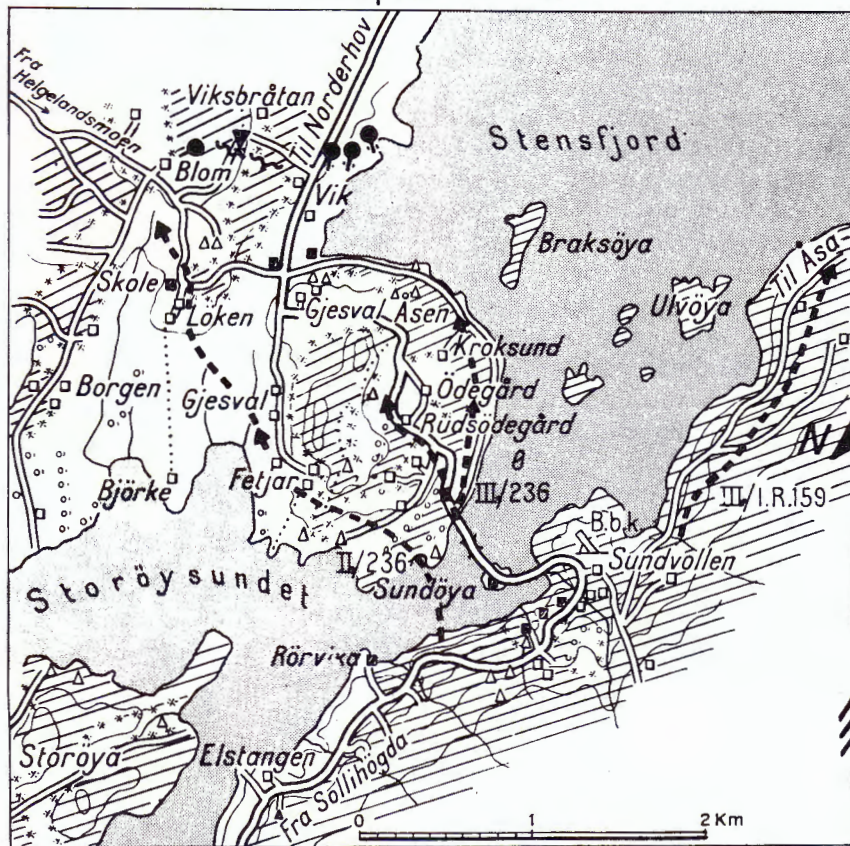 Fra
Helgelandsmoen
Viksbråtan
Til Norderhov
Stensfjord
Blom
Vik
Braksöya
Til Åsa-
Skole
Gjesval
Åsen
Ulvöya
Löken
Kroksund
Borgen
Gjesval
Ödegård
Rudsödegård
N
Björke
Fetjar
III/236
III/I.R.159
B.b.k.
II/236
Sundvollen
Storöysundet
Sundöya
Rörvika
Storöya
Elstangen
Fra Sollihögda
0 1 2 Km